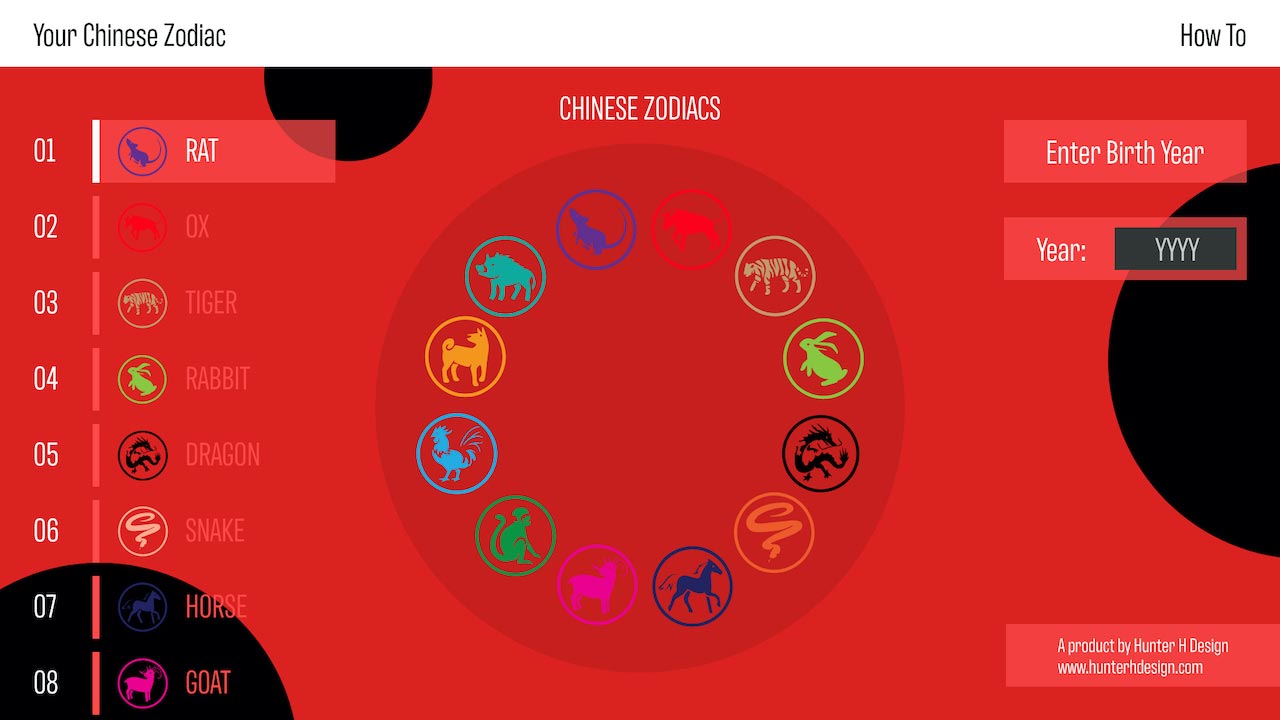 Your Chinese Zodiac
How To
CHINESE ZODIACS
01 RAT
02 OX
03 TIGER
04 RABBIT
05 DRAGON
06 SNAKE
07 HORSE
08 GOAT
Enter Birth Year
Year: YYYY
A product by Hunter H Design
www.hunterhdesign.com